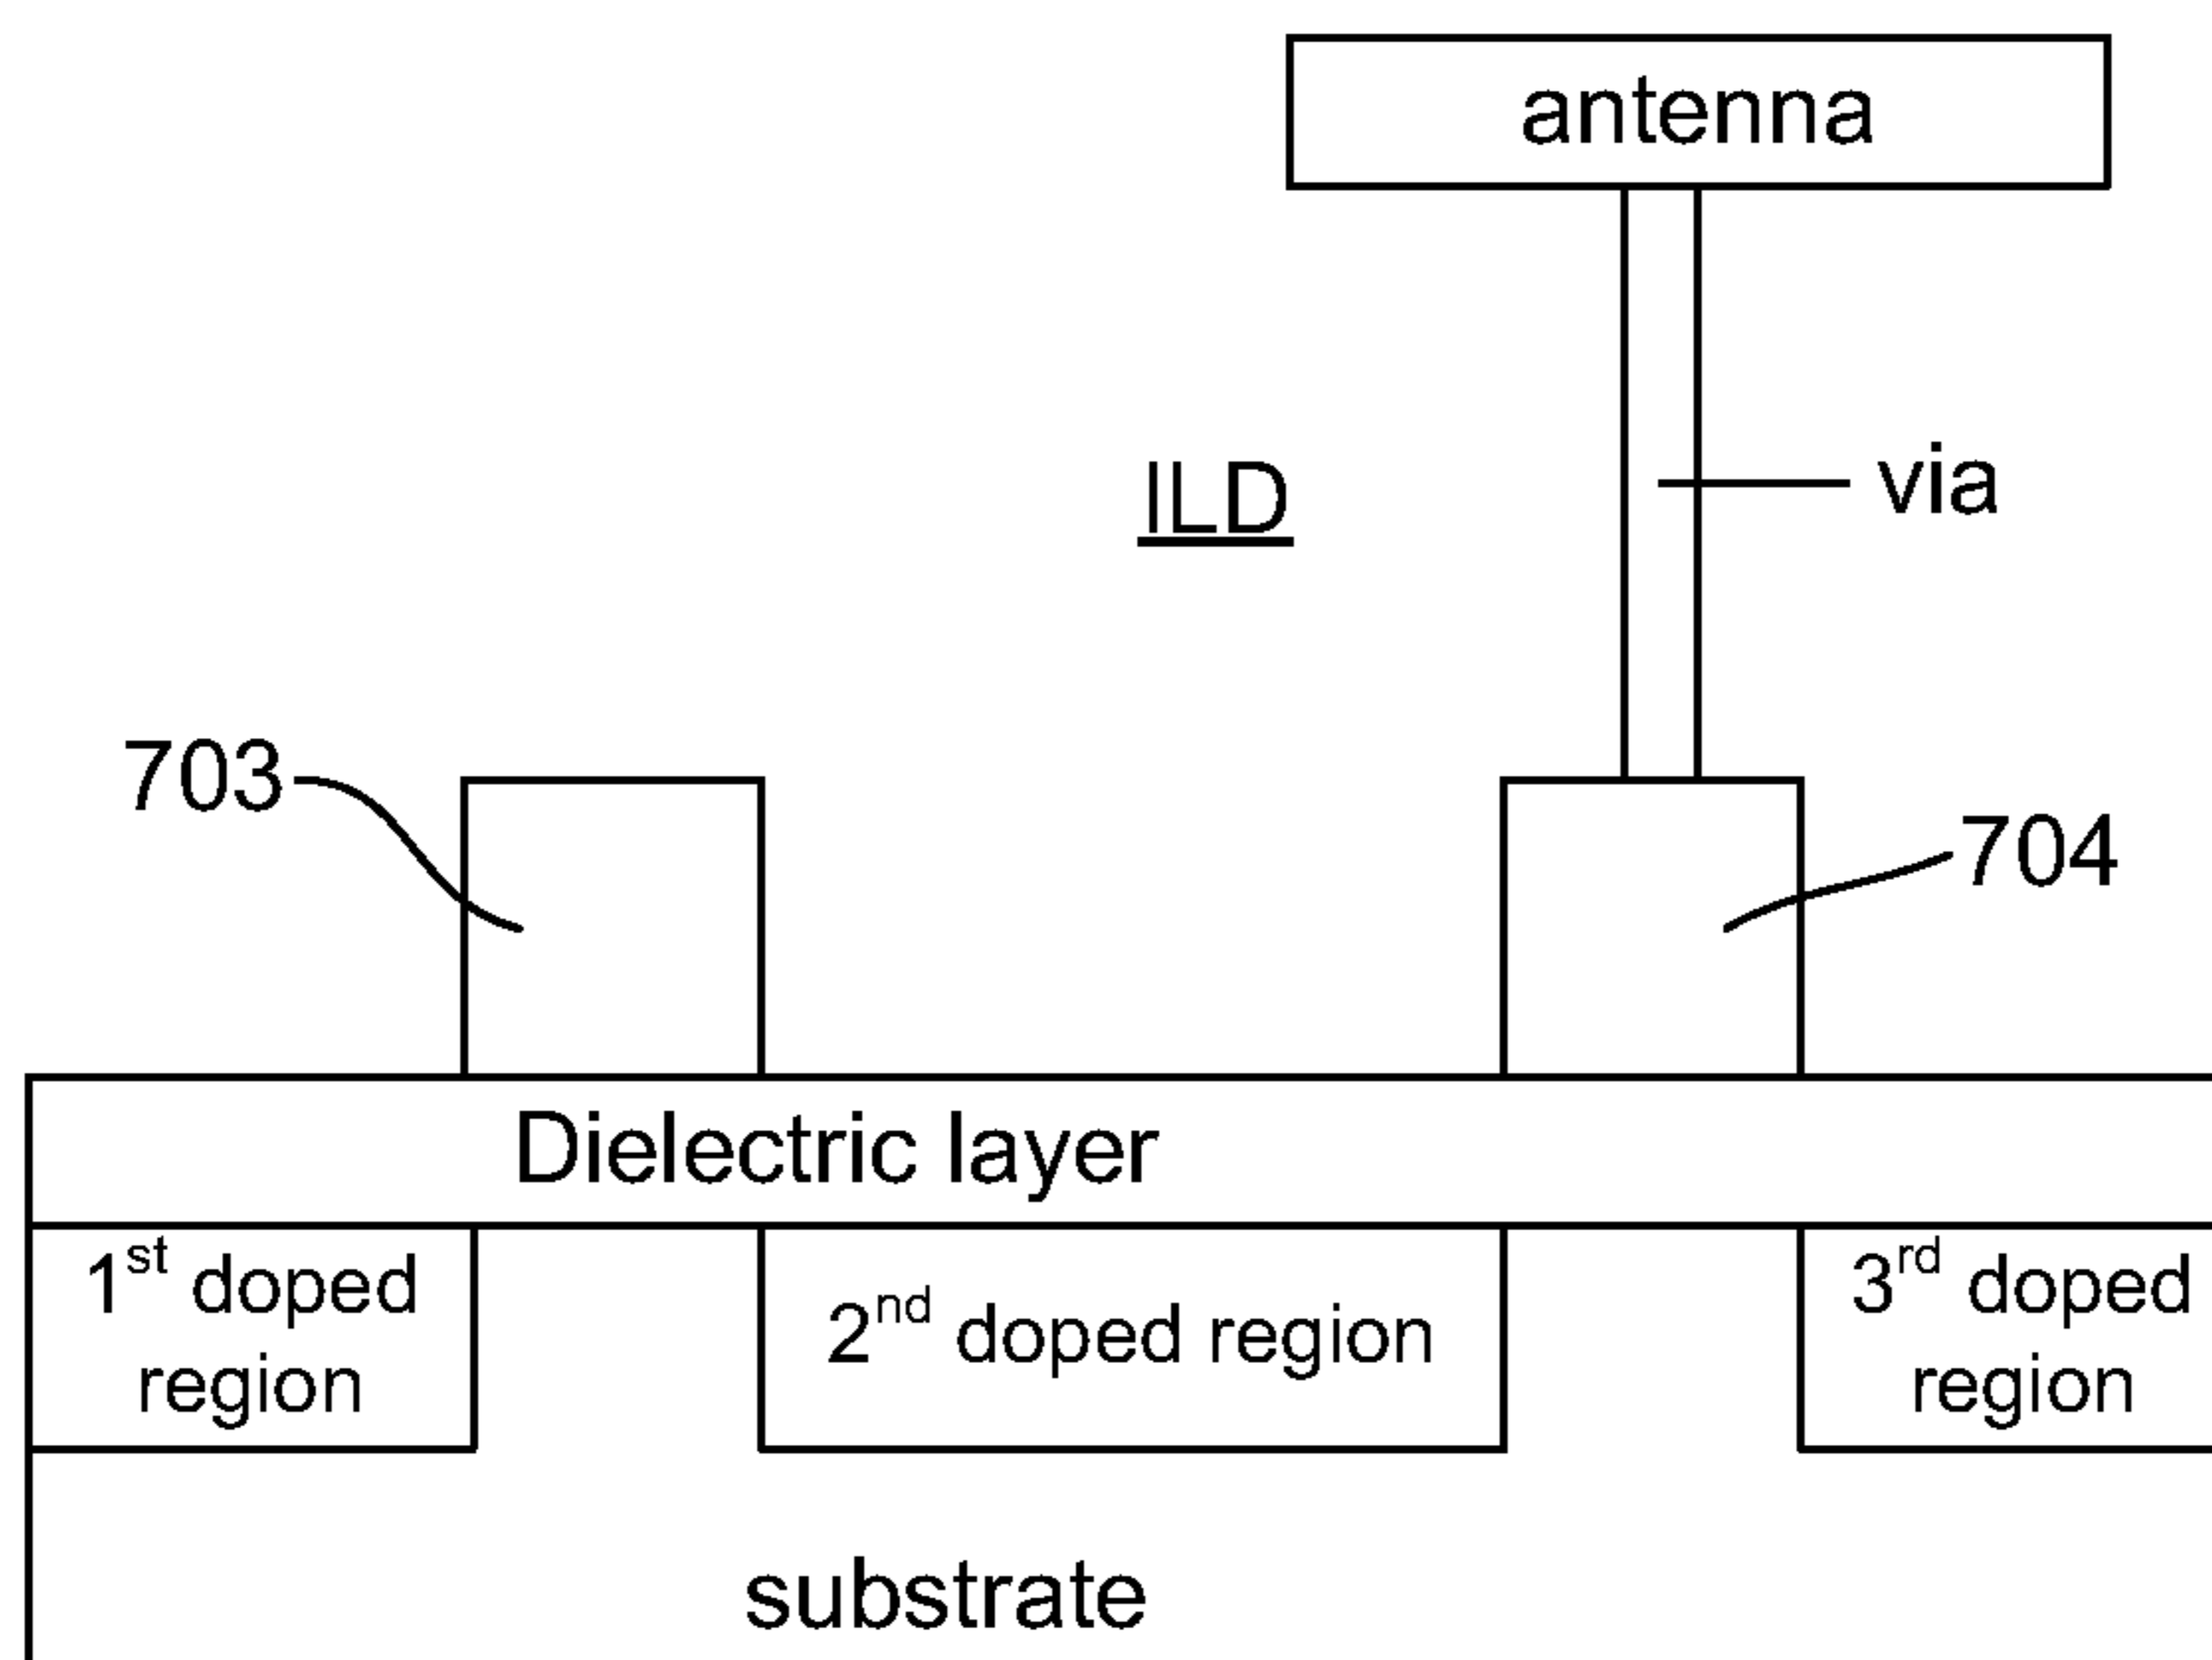 antenna
ILD
via
703
704
Dielectric layer
1st doped
region
2nd doped region
3rd doped
region
substrate